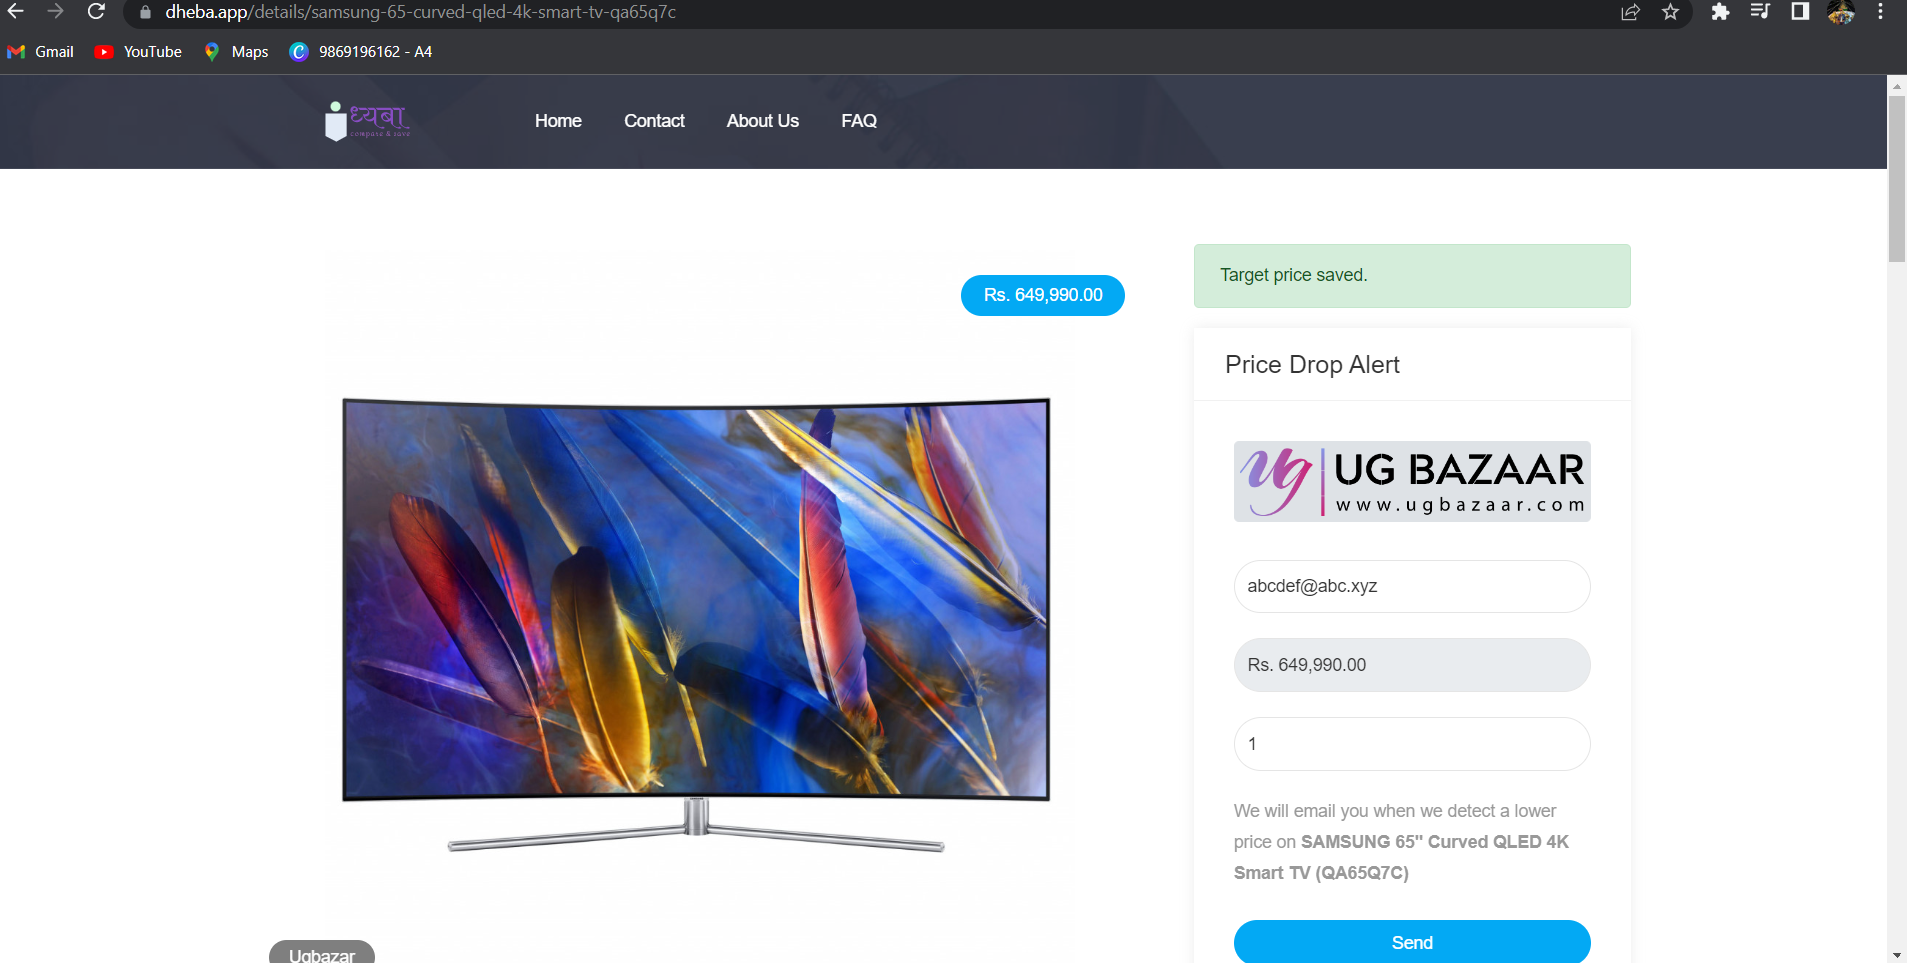 dheba.app/details/samsung-65-curved-qled-4k-smart-tv-qa65q7c
Gmail
YouTube
Maps
9869196162 - A4
ध्यबा
compare & save
Home
Contact
About Us
FAQ
Rs. 649,990.00
Target price saved.
Price Drop Alert
ug
UG BAZAAR
www.ugbazaar.com
abcdef@abc.xyz
Rs. 649,990.00
1
We will email you when we detect a lower
price on SAMSUNG 65" Curved QLED 4K
Smart TV (QA65Q7C)
Send
Ugbazar